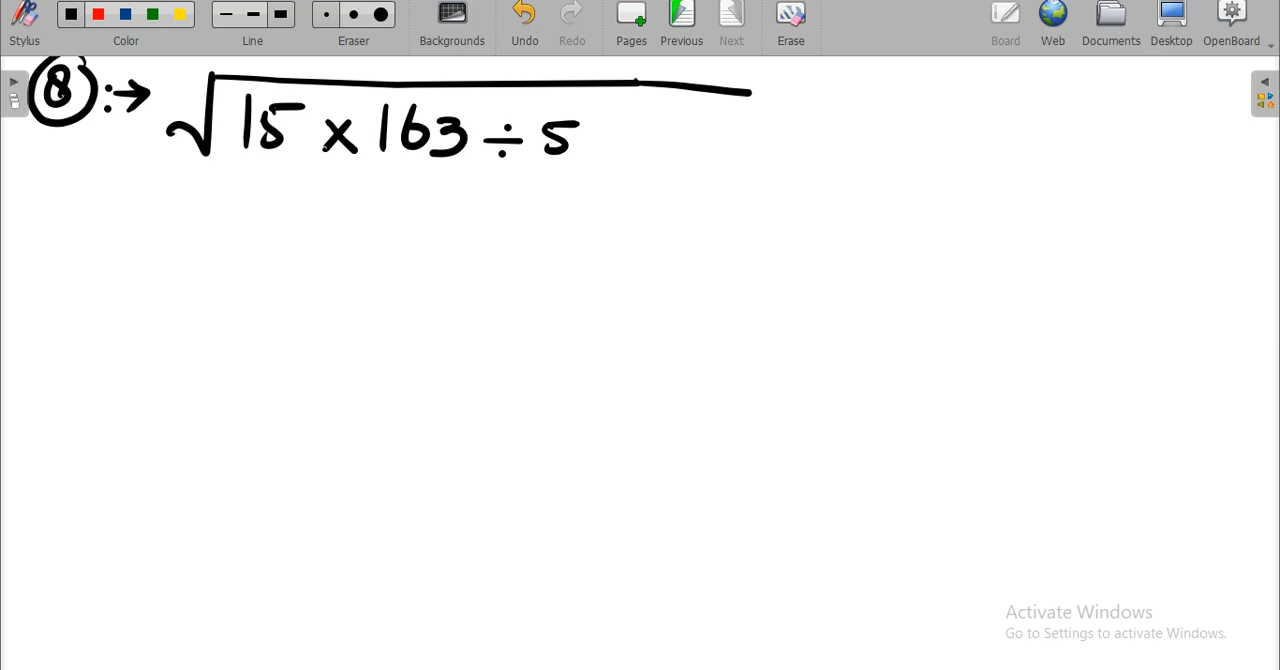 Stylus Color Line Eraser Backgrounds Undo Redo Pages Previous Next Erase Board Web Documents Desktop OpenBoard
⑧:→ √15 × 163 ÷ 5
Activate Windows
Go to Settings to activate Windows.